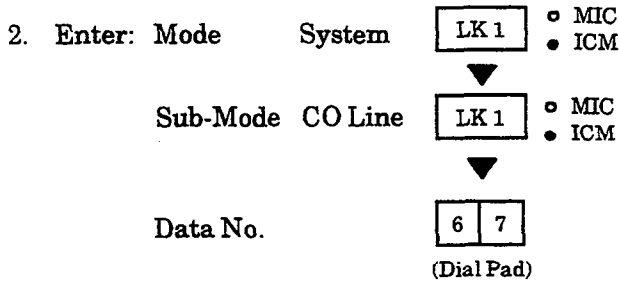 2. Enter: Mode System LK 1 MIC
ICM
Sub-Mode CO Line LK 1 MIC
ICM
Data No. 6 7
(Dial Pad)